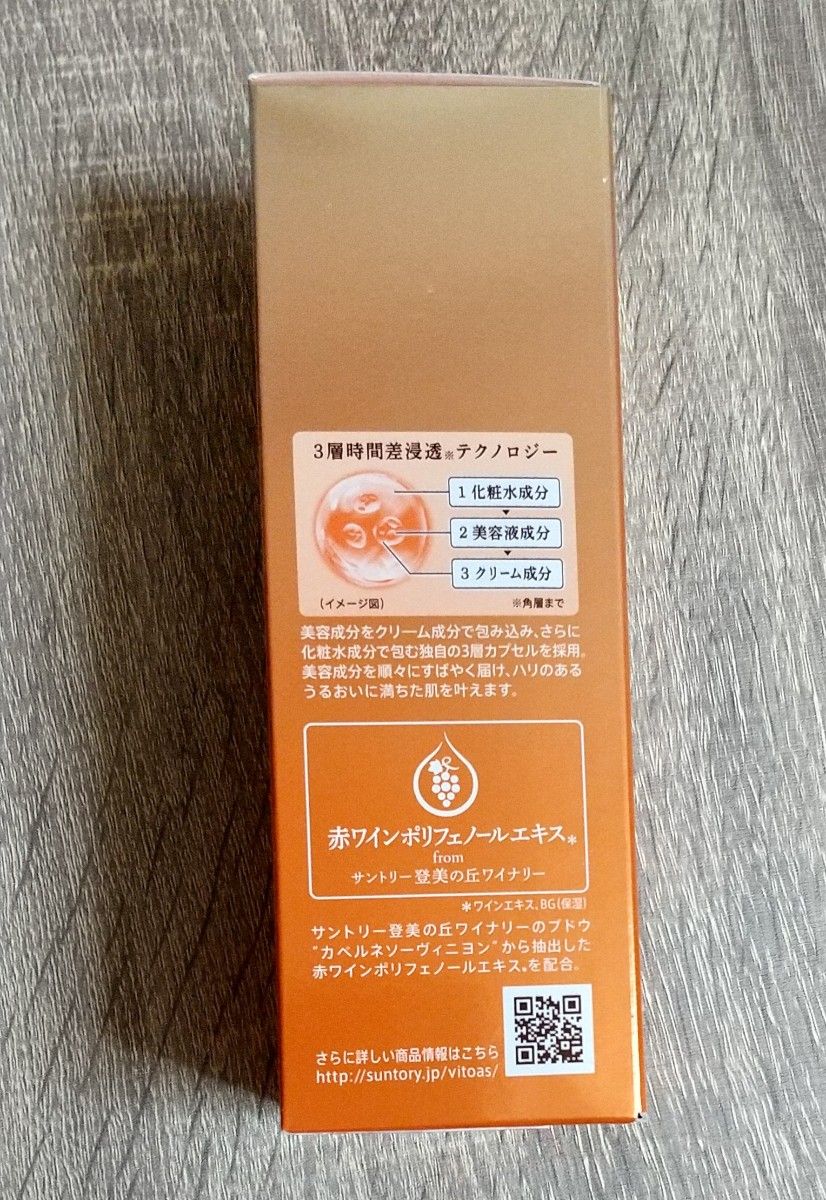 3層時間差浸透※テクノロジー
1 化粧水成分
2 美容液成分
3 クリーム成分
(イメージ図)
※角層まで
美容成分をクリーム成分で包み込み、さらに
化粧水成分で包む独自の3層カプセルを採用。
美容成分を順々にすばやく届け、ハリのある
うるおいに満ちた肌を叶えます。
赤ワインポリフェノールエキス*
from
サントリー登美の丘ワイナリー
*ワインエキス、BG(保湿)
サントリー登美の丘ワイナリーのブドウ
“カベルネソーヴィニヨン”から抽出した
赤ワインポリフェノールエキス*を配合。
さらに詳しい商品情報はこちら
http://suntory.jp/vitoas/